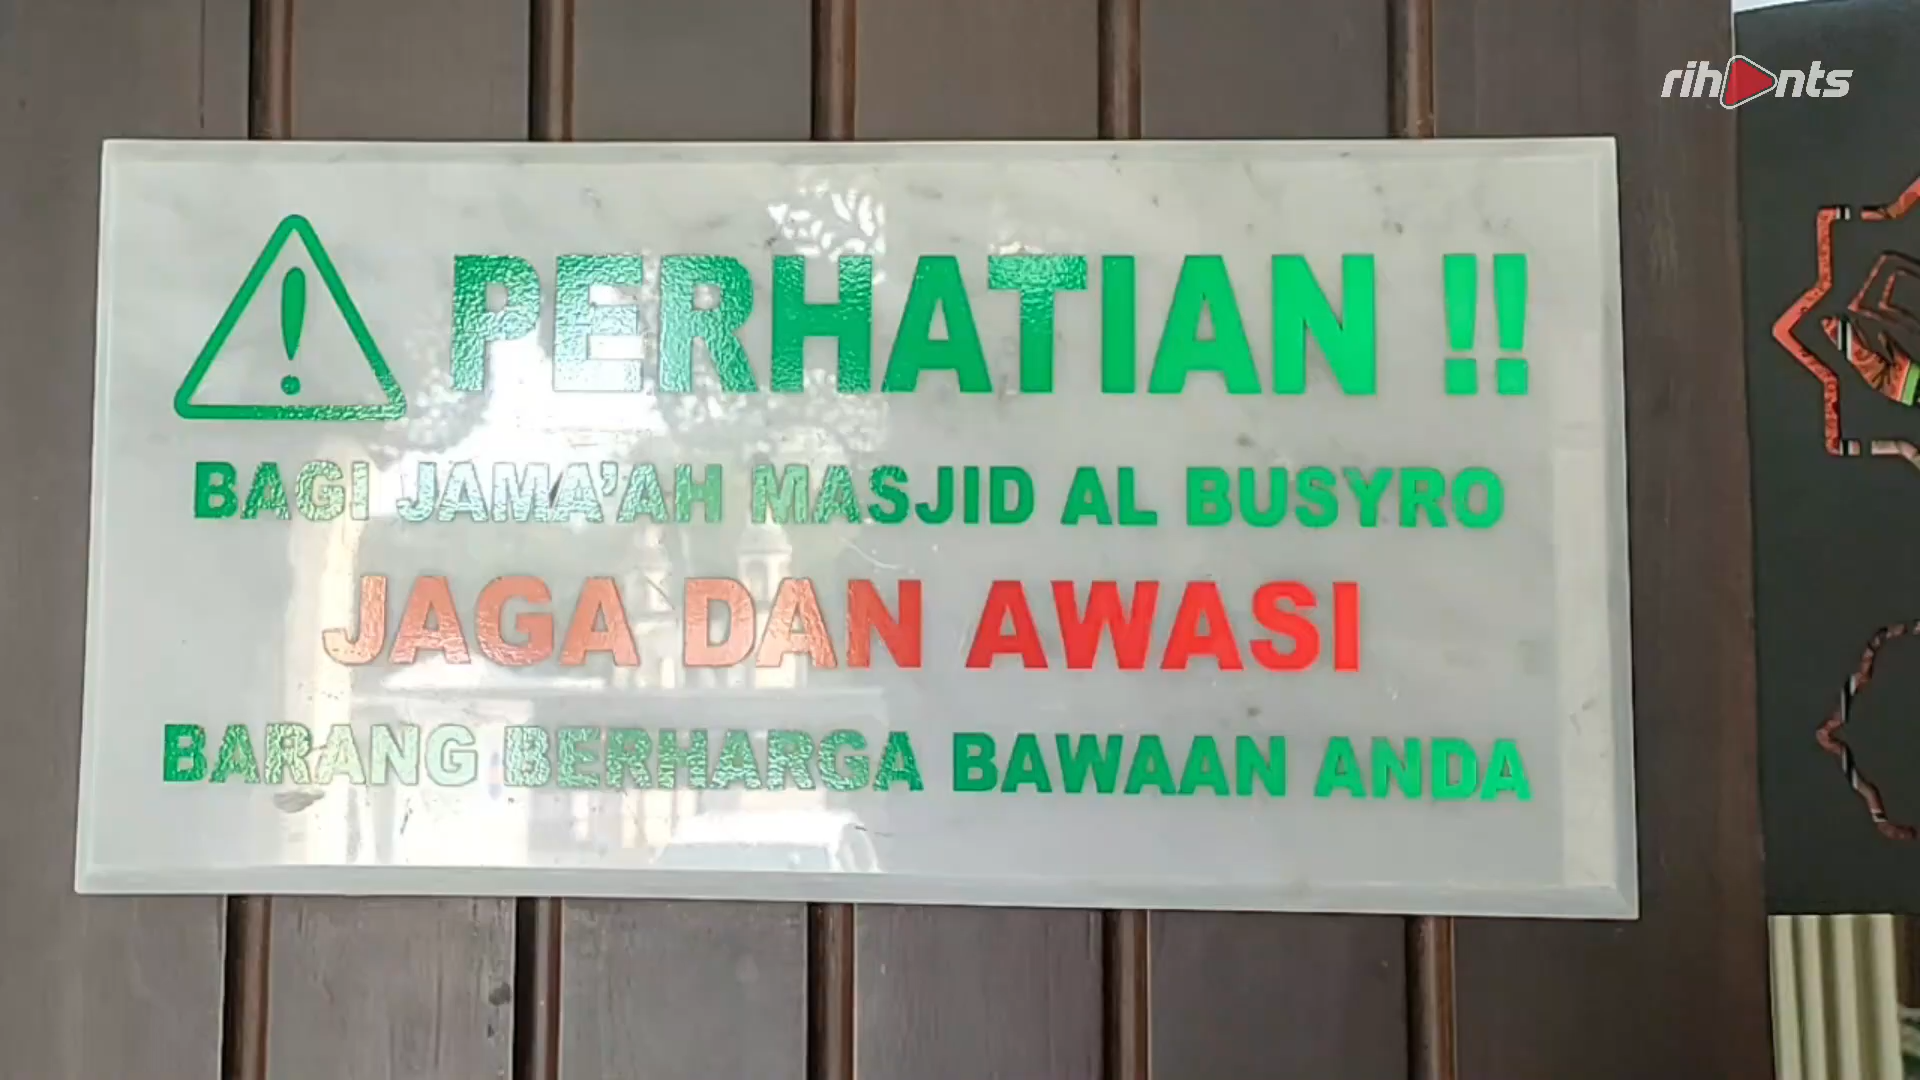 rihonts
PERHATIAN !!
BAGI JAMA'AH MASJID AL BUSYRO
JAGA DAN AWASI
BARANG BERHARGA BAWAAN ANDA